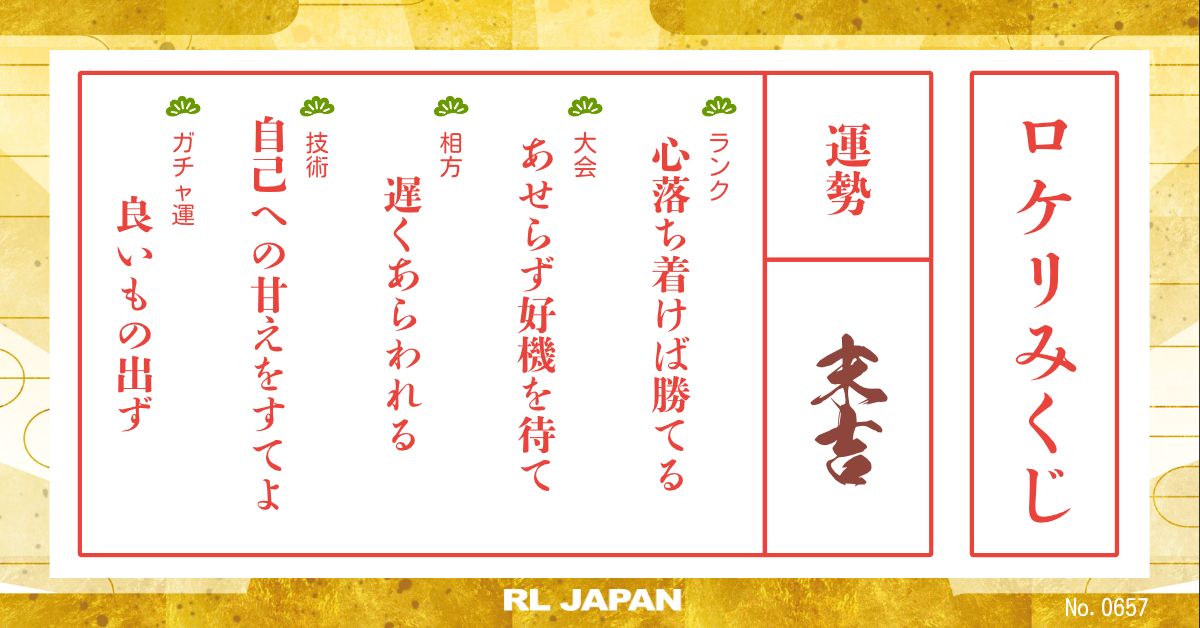 ロケリみくじ
運勢
末吉
ランク
心落ち着けば勝てる
大会
あせらず好機を待て
相方
遅くあらわれる
技術
自己への甘えをすてよ
ガチャ運
良いもの出ず
RL JAPAN
No. 0657